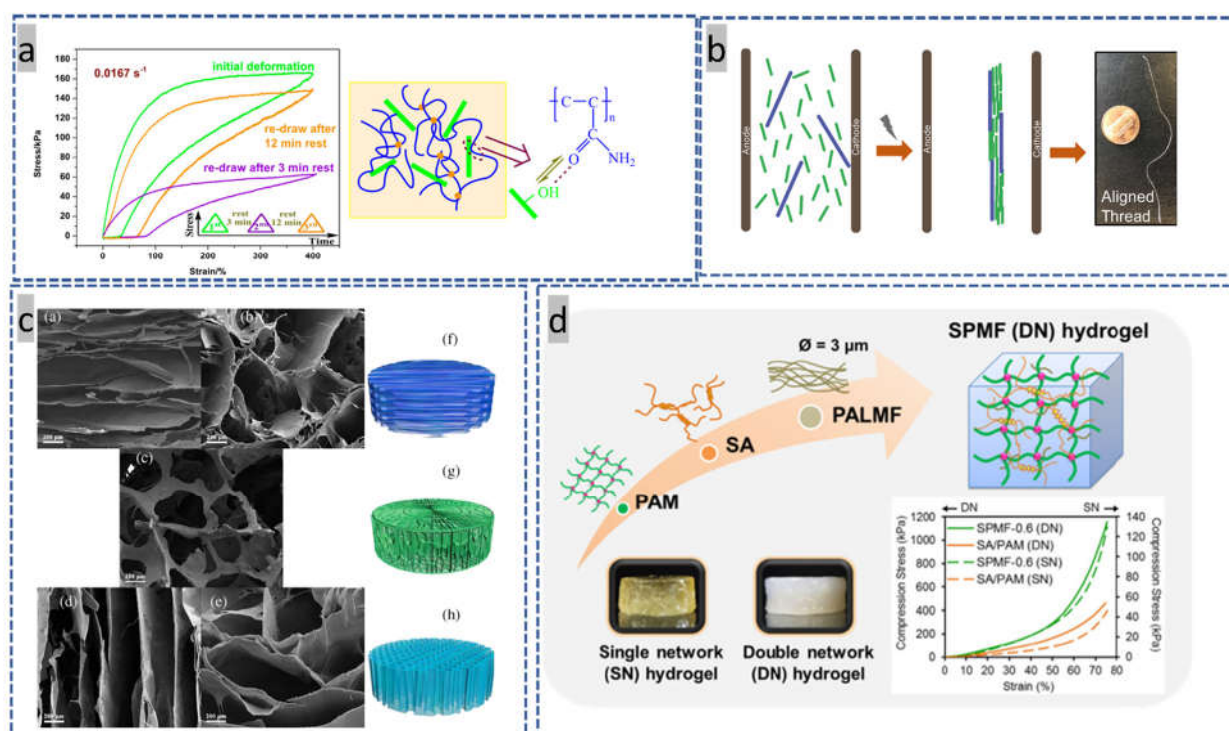 a
0.0167 s⁻¹
initial deformation
re-draw after
12 min rest
re-draw after 3 min rest
Stress/kPa
180
160
140
120
100
80
60
40
20
0
0
100
200
300
400
Strain/%
Stress
rest
3 min
rest
12 min
Time
[ C – C ]n
C
O
NH₂
OH
b
Anode
Cathode
Anode
Cathode
Aligned
Thread
c
(a)
200 μm
(b)
(f)
(c)
(g)
(d)
200 μm
(e)
200 μm
(h)
d
SPMF (DN) hydrogel
Ø = 3 μm
PALMF
SA
PAM
Single network
(SN) hydrogel
Double network
(DN) hydrogel
DN
SN
SPMF-0.6 (DN)
SA/PAM (DN)
SPMF-0.6 (SN)
SA/PAM (SN)
Compression Stress (kPa)
1200
1000
800
600
400
200
0
Compression Stress (kPa)
140
120
100
80
60
40
20
0
0 10 20 30 40 50 60 70 80
Strain (%)